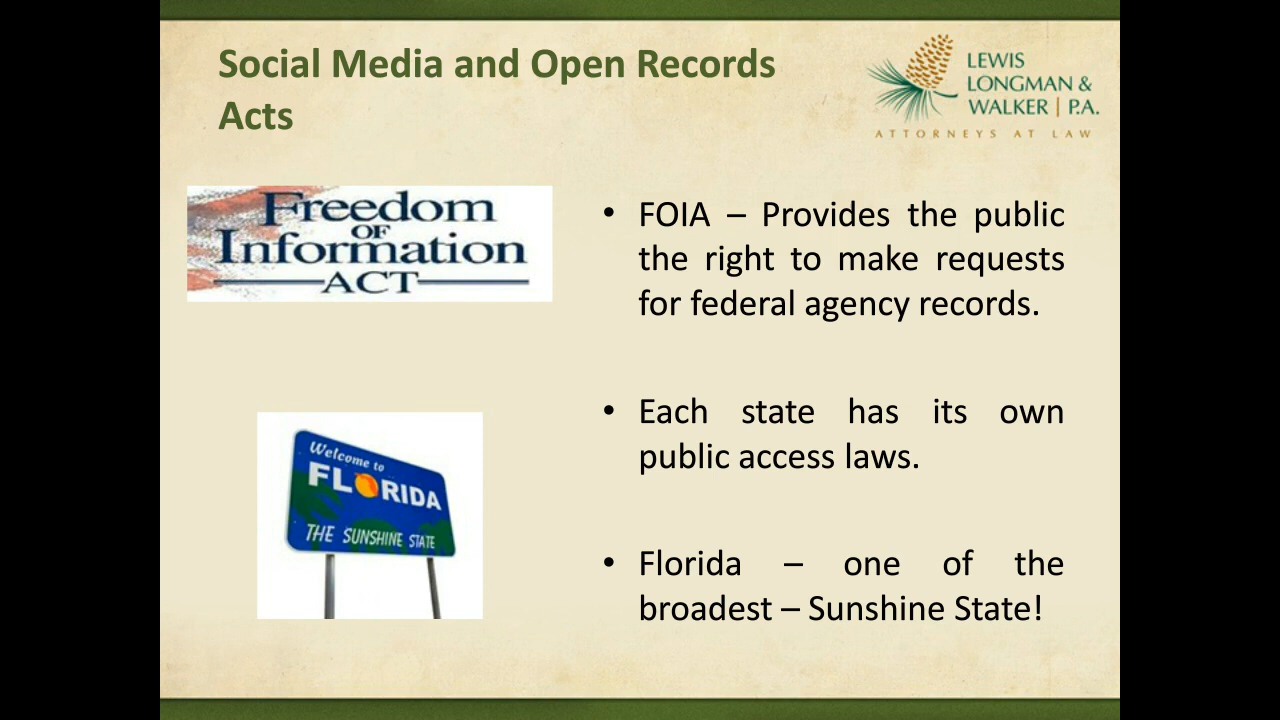 Social Media and Open Records
Acts
LEWIS
LONGMAN &
WALKER | P.A.
ATTORNEYS AT LAW
Freedom
OF
Information
ACT
• FOIA – Provides the public
the right to make requests
for federal agency records.
• Each state has its own
public access laws.
Welcome to
FLORIDA
THE SUNSHINE STATE
• Florida – one of the
broadest – Sunshine State!